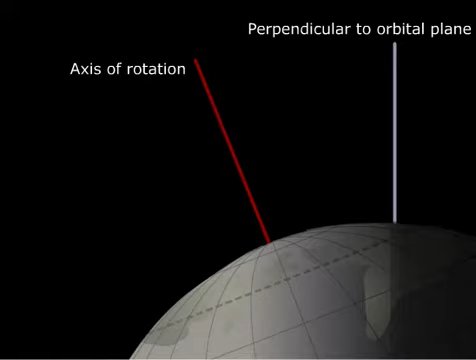 Perpendicular to orbital plane
Axis of rotation